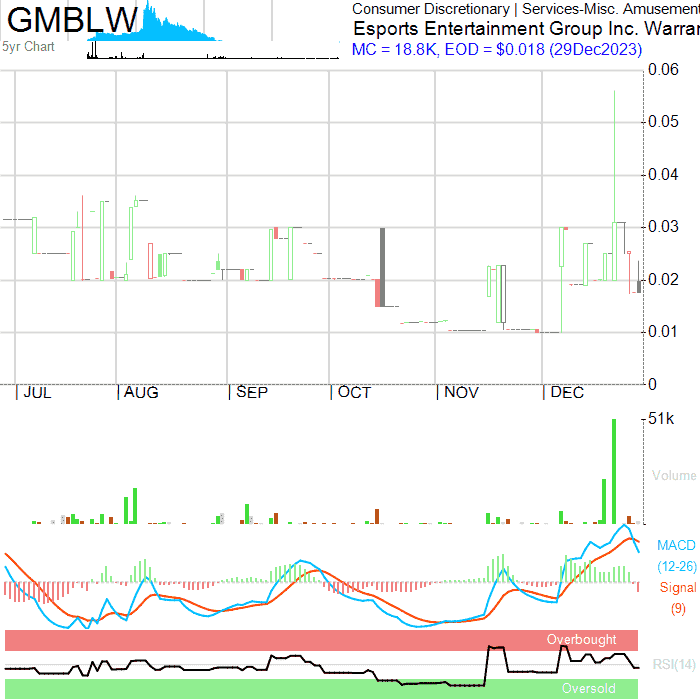 GMBLW
5yr Chart
Consumer Discretionary | Services-Misc. Amusement
Esports Entertainment Group Inc. Warran
MC = 18.8K, EOD = $0.018 (29Dec2023)
0.06
0.05
0.04
0.03
0.02
0.01
0
JUL AUG SEP OCT NOV DEC
51k
Volume
MACD
(12-26)
Signal
(9)
Overbought
RSI(14)
Oversold